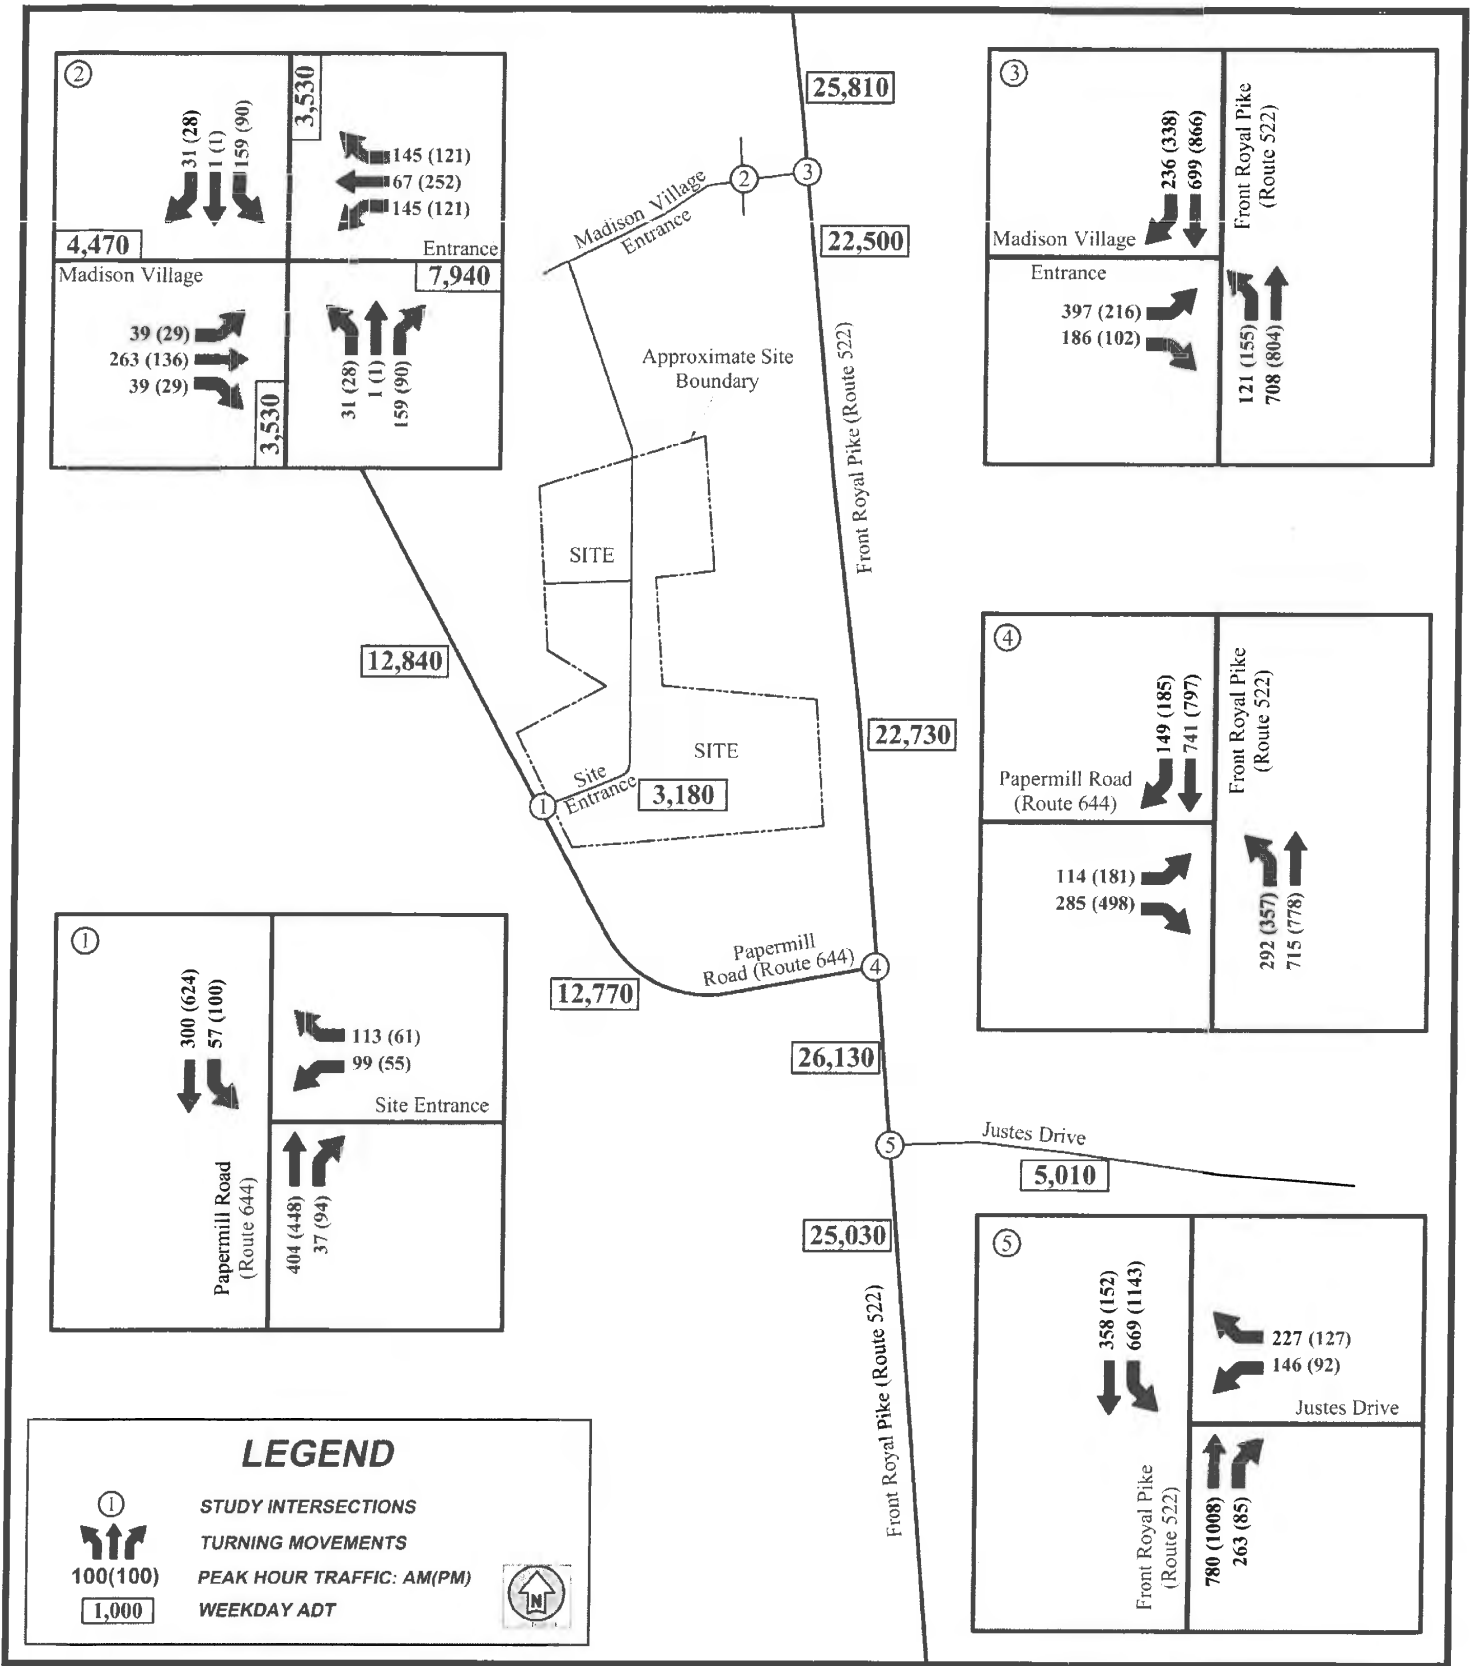 ②
3,530
31 (28)
1 (1)
159 (90)
145 (121)
67 (252)
145 (121)
4,470
Entrance
Madison Village
7,940
39 (29)
263 (136)
39 (29)
3,530
31 (28)
1 (1)
159 (90)
25,810
Madison Village
Entrance
②
③
22,500
③
236 (338)
699 (866)
Front Royal Pike
(Route 522)
Madison Village
Entrance
397 (216)
186 (102)
121 (155)
708 (804)
Approximate Site
Boundary
Front Royal Pike (Route 522)
SITE
12,840
SITE
22,730
Site
Entrance
①
3,180
④
149 (185)
741 (797)
Front Royal Pike
(Route 522)
Papermill Road
(Route 644)
114 (181)
285 (498)
292 (357)
715 (778)
①
300 (624)
57 (100)
113 (61)
99 (55)
Site Entrance
Papermill Road
(Route 644)
404 (448)
37 (94)
Papermill
Road (Route 644)
④
12,770
26,130
⑤
Justes Drive
5,010
25,030
Front Royal Pike (Route 522)
⑤
358 (152)
669 (1143)
227 (127)
146 (92)
Justes Drive
Front Royal Pike
(Route 522)
780 (1008)
263 (85)
LEGEND
① STUDY INTERSECTIONS
TURNING MOVEMENTS
100(100) PEAK HOUR TRAFFIC: AM(PM)
1,000 WEEKDAY ADT
N